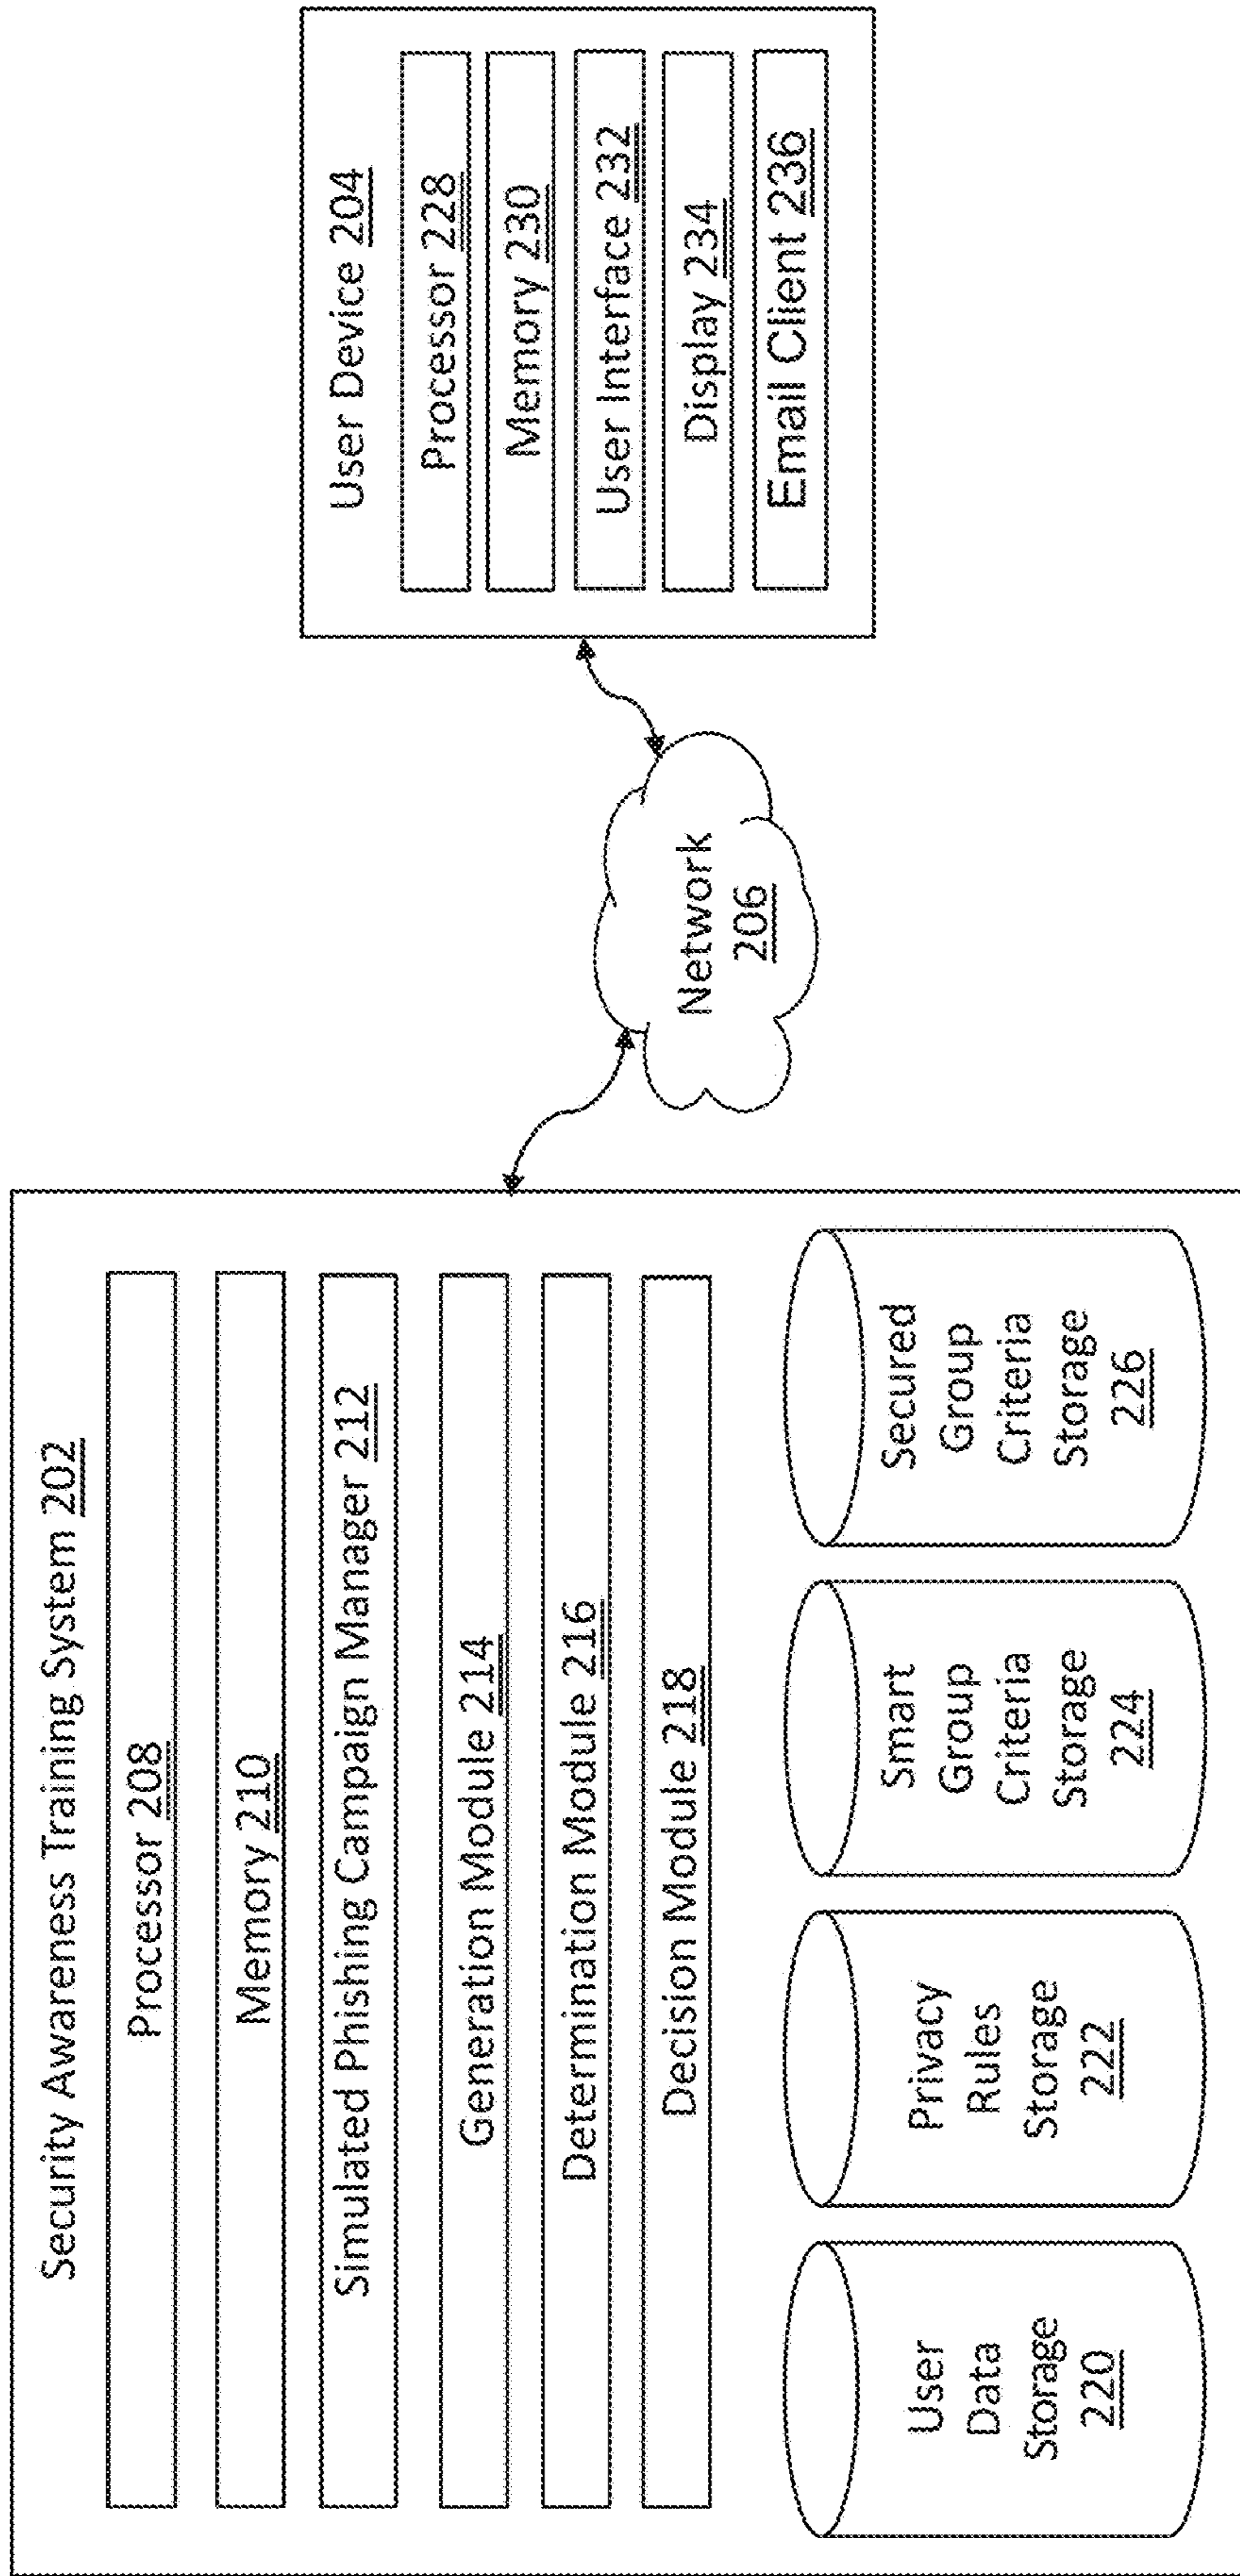 Security Awareness Training System 202
Processor 208
Memory 210
Simulated Phishing Campaign Manager 212
Generation Module 214
Determination Module 216
Decision Module 218
User
Data
Storage
220
Privacy
Rules
Storage
222
Smart
Group
Criteria
Storage
224
Secured
Group
Criteria
Storage
226
Network
206
User Device 204
Processor 228
Memory 230
User Interface 232
Display 234
Email Client 236